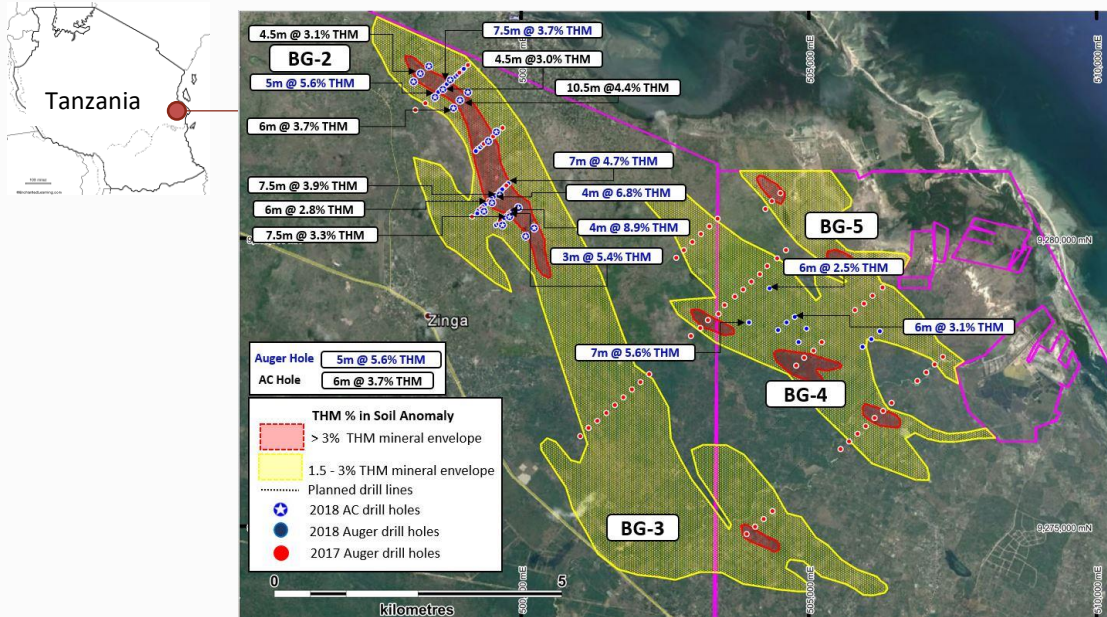 Tanzania
4.5m @ 3.1% THM
7.5m @ 3.7% THM
BG-2
4.5m @3.0% THM
5m @ 5.6% THM
10.5m @4.4% THM
6m @ 3.7% THM
7m @ 4.7% THM
7.5m @ 3.9% THM
4m @ 6.8% THM
6m @ 2.8% THM
4m @ 8.9% THM
7.5m @ 3.3% THM
3m @ 5.4% THM
BG-5
6m @ 2.5% THM
6m @ 3.1% THM
7m @ 5.6% THM
BG-4
BG-3
Zinga
505,000 mE
510,000 mE
9,280,000 mN
9,275,000 mN
505,000 mE
510,000 mE
Auger Hole 5m @ 5.6% THM
AC Hole 6m @ 3.7% THM
THM % in Soil Anomaly
> 3% THM mineral envelope
1.5 - 3% THM mineral envelope
Planned drill lines
2018 AC drill holes
2018 Auger drill holes
2017 Auger drill holes
0 5
kilometres